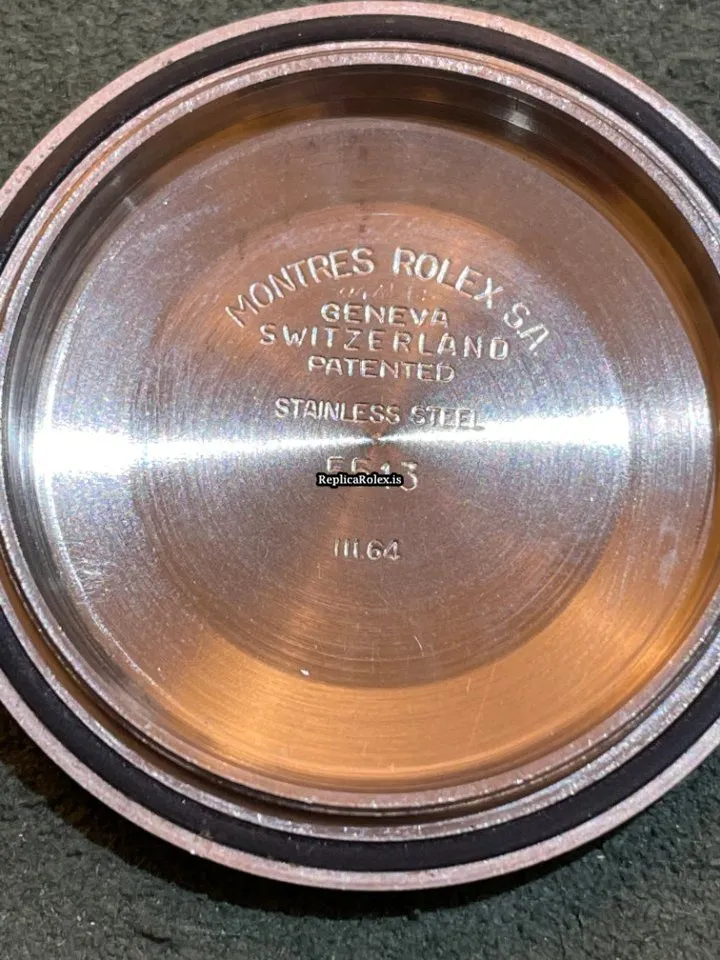 MONTRES ROLEX S.A.
GENEVA
SWITZERLAND
PATENTED
STAINLESS STEEL
ReplicaRolex.is
III.64